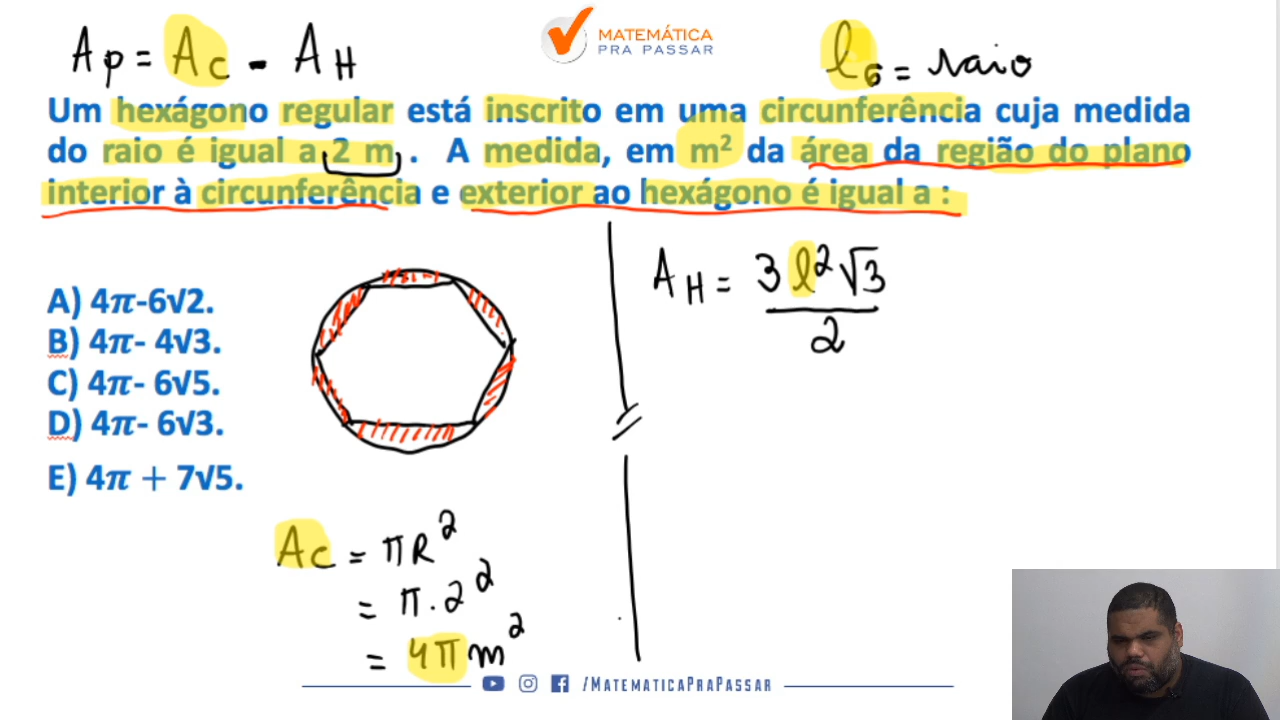 MATEMÁTICA
PRA PASSAR
Ap = Ac - AH
l6 = raio
Um hexágono regular está inscrito em uma circunferência cuja medida
do raio é igual a 2 m . A medida, em m² da área da região do plano
interior à circunferência e exterior ao hexágono é igual a :
A) 4π-6√2.
B) 4π- 4√3.
C) 4π- 6√5.
D) 4π- 6√3.
E) 4π + 7√5.
AH = 3 l² √3
2
Ac = πR²
= π . 2²
= 4π m²
/MatematicaPraPassar